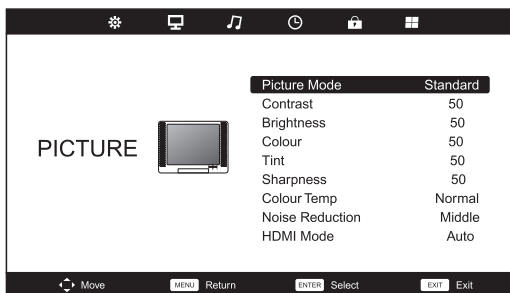 Picture Mode Standard
Contrast 50
Brightness 50
Colour 50
PICTURE
Tint 50
Sharpness 50
Colour Temp Normal
Noise Reduction Middle
HDMI Mode Auto
Move MENU Return ENTER Select EXIT Exit